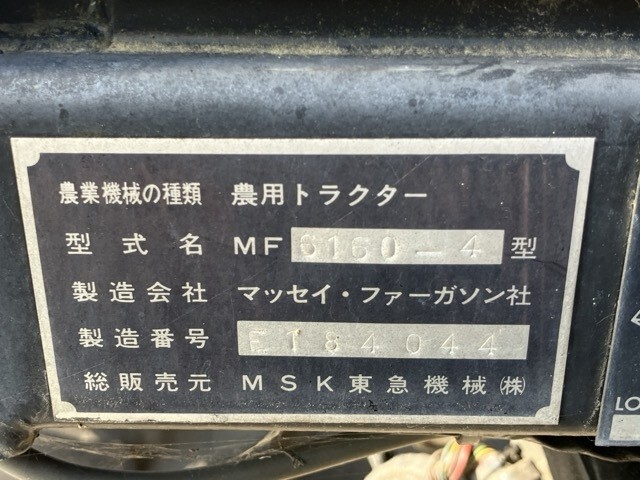 農業機械の種類 農用トラクター
型式名 MF 6160-4 型
製造会社 マッセイ・ファーガソン社
製造番号 E184044
総販売元 MSK東急機械(株)
LO